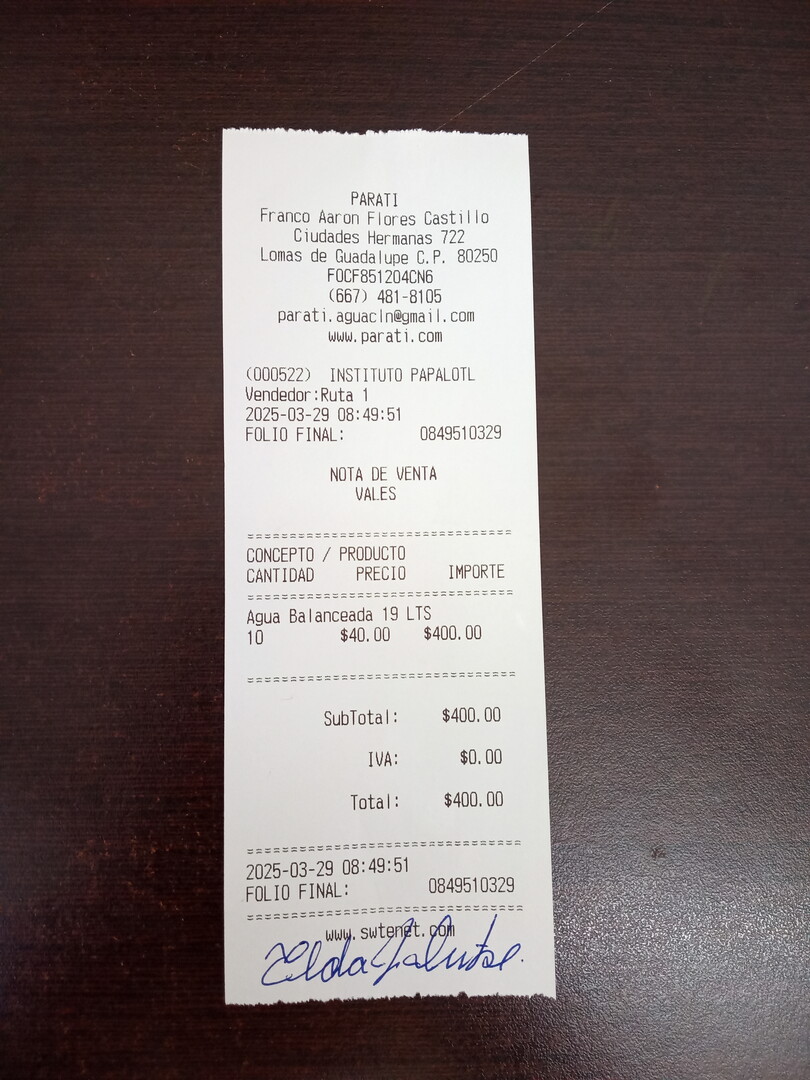 PARATI
Franco Aaron Flores Castillo
Ciudades Hermanas 722
Lomas de Guadalupe C.P. 80250
FOCF851204CN6
(667) 481-8105
parati.aguacln@gmail.com
www.parati.com
(000522) INSTITUTO PAPALOTL
Vendedor:Ruta 1
2025-03-29 08:49:51
FOLIO FINAL: 0849510329
NOTA DE VENTA
VALES
================================
CONCEPTO / PRODUCTO
CANTIDAD PRECIO IMPORTE
================================
Agua Balanceada 19 LTS
10 $40.00 $400.00
================================
SubTotal: $400.00
IVA: $0.00
Total: $400.00
================================
2025-03-29 08:49:51
FOLIO FINAL: 0849510329
================================
www.swtenet.com
Elda